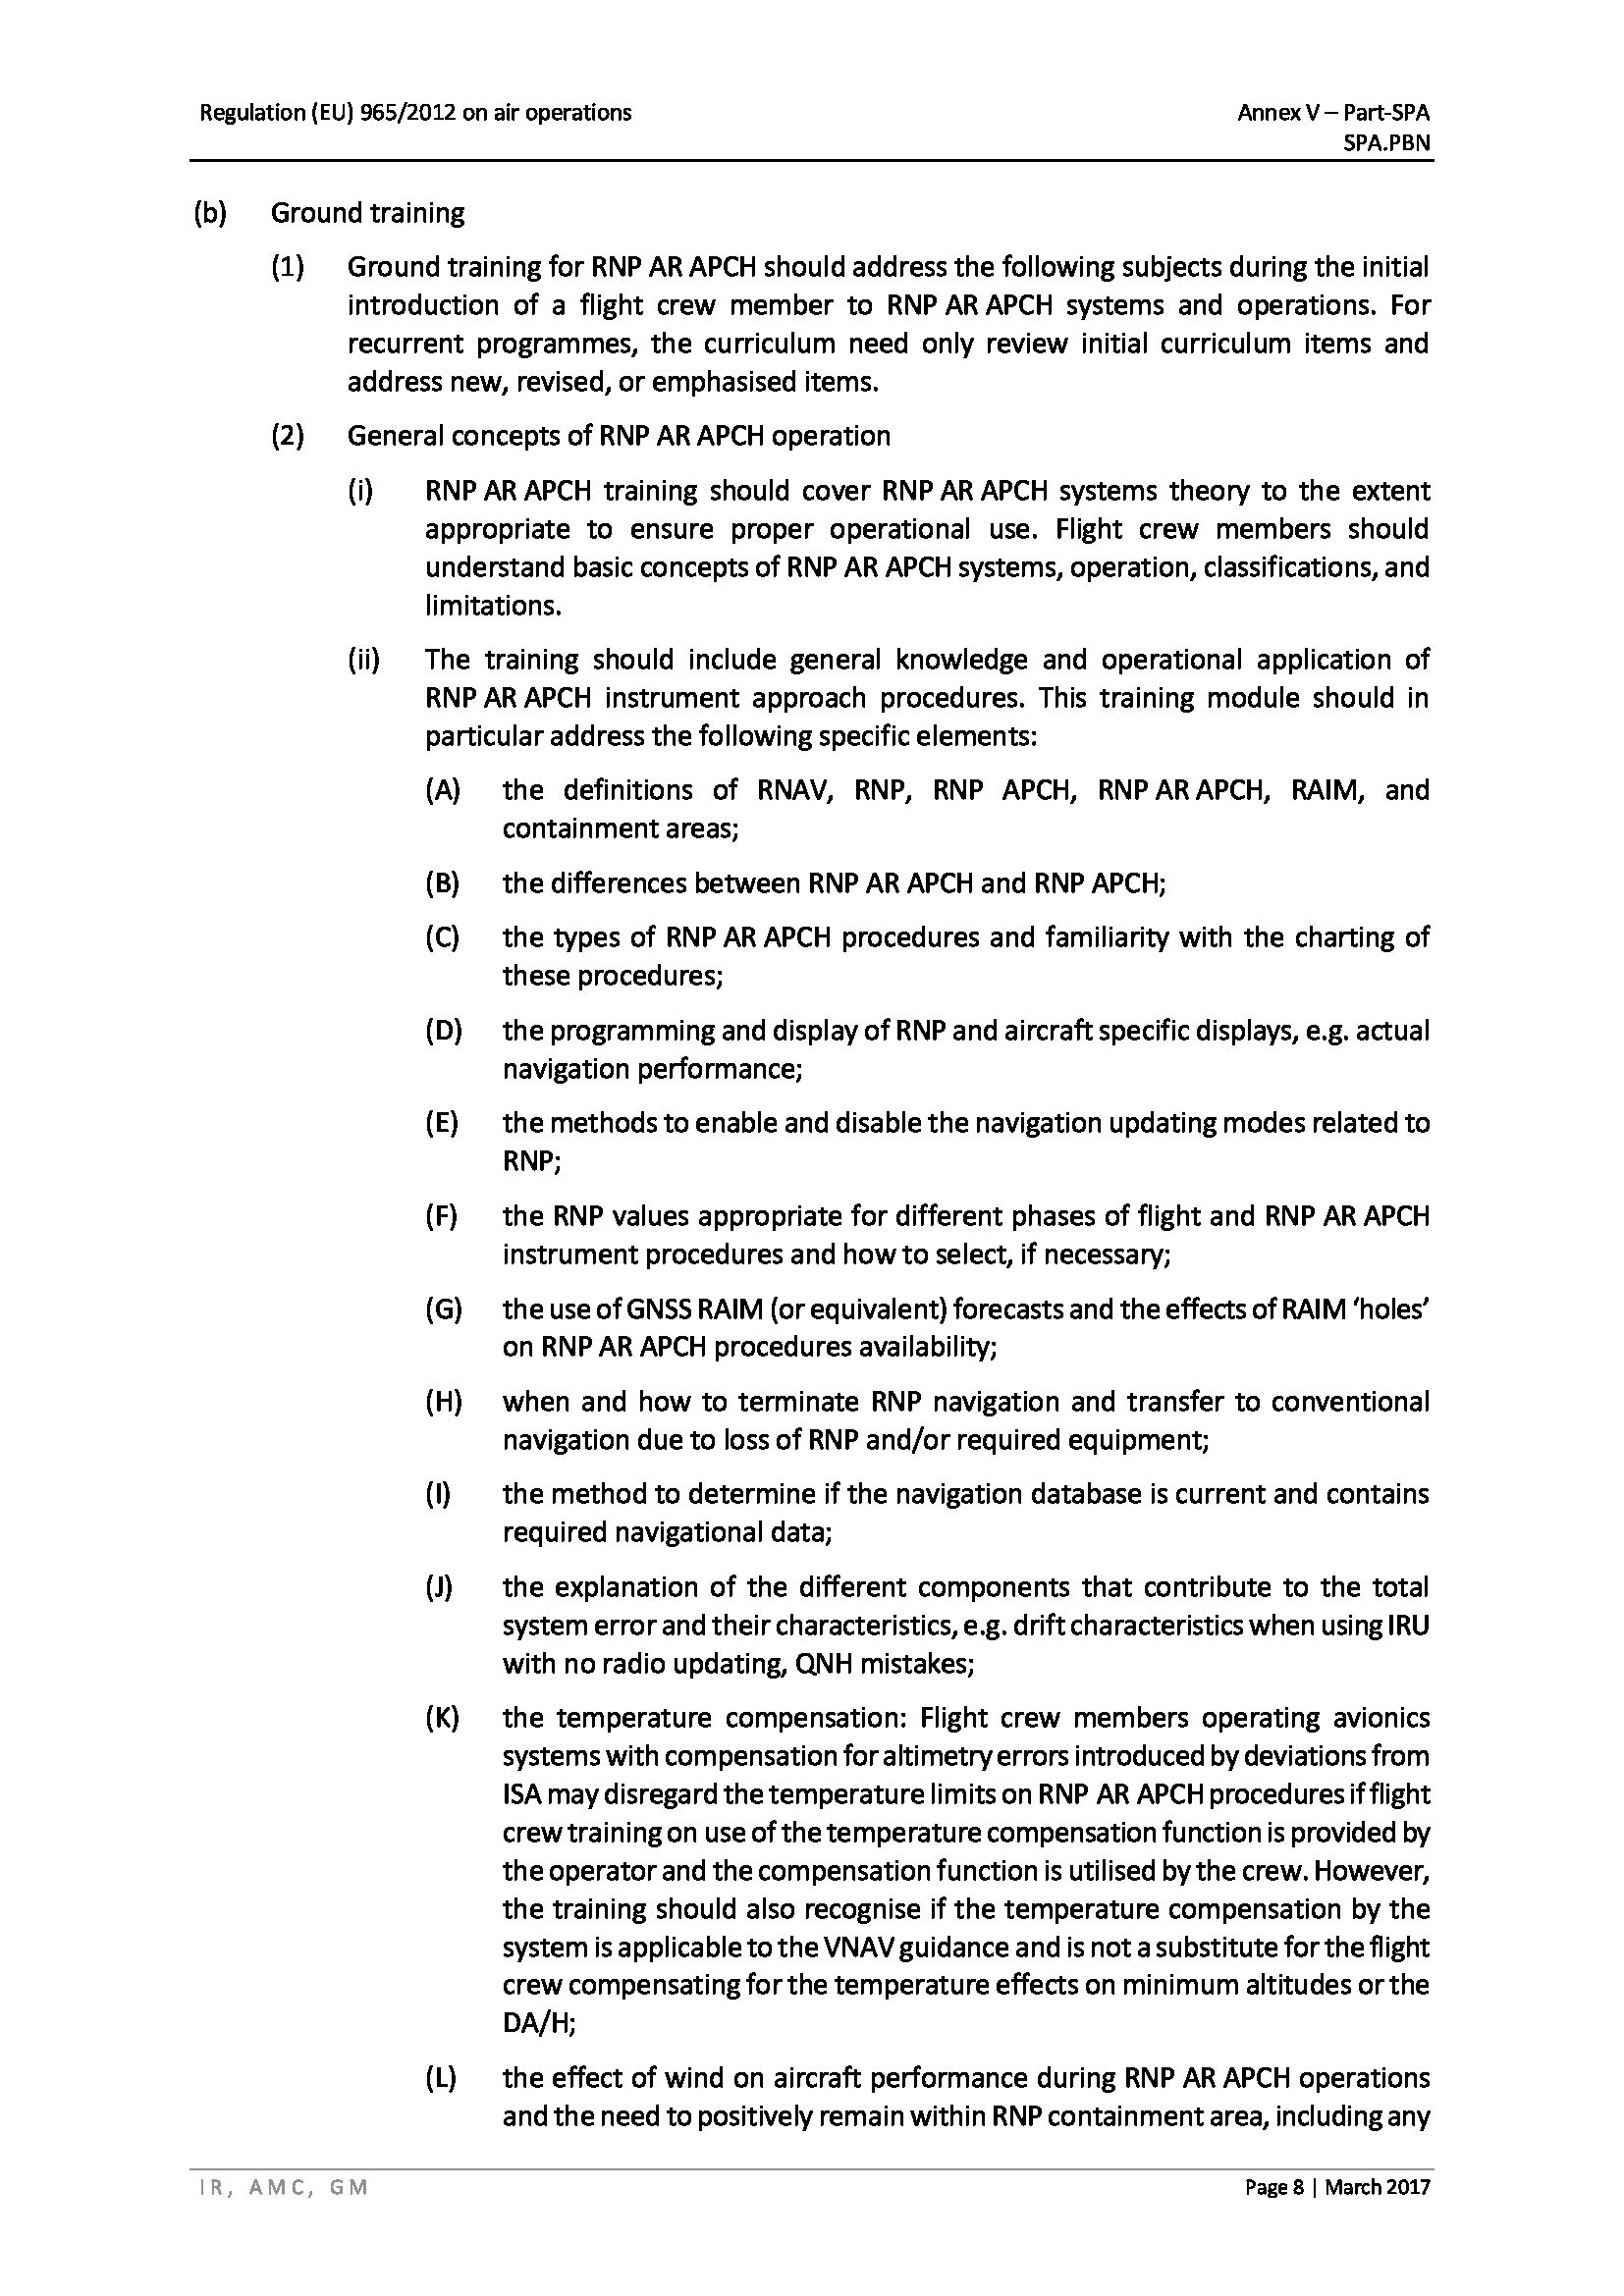 Regulation (EU) 965/2012 on air operations
Annex V – Part-SPA
SPA.PBN
(b) Ground training
(1) Ground training for RNP AR APCH should address the following subjects during the initial
introduction of a flight crew member to RNP AR APCH systems and operations. For
recurrent programmes, the curriculum need only review initial curriculum items and
address new, revised, or emphasised items.
(2) General concepts of RNP AR APCH operation
(i) RNP AR APCH training should cover RNP AR APCH systems theory to the extent
appropriate to ensure proper operational use. Flight crew members should
understand basic concepts of RNP AR APCH systems, operation, classifications, and
limitations.
(ii) The training should include general knowledge and operational application of
RNP AR APCH instrument approach procedures. This training module should in
particular address the following specific elements:
(A) the definitions of RNAV, RNP, RNP APCH, RNP AR APCH, RAIM, and
containment areas;
(B) the differences between RNP AR APCH and RNP APCH;
(C) the types of RNP AR APCH procedures and familiarity with the charting of
these procedures;
(D) the programming and display of RNP and aircraft specific displays, e.g. actual
navigation performance;
(E) the methods to enable and disable the navigation updating modes related to
RNP;
(F) the RNP values appropriate for different phases of flight and RNP AR APCH
instrument procedures and how to select, if necessary;
(G) the use of GNSS RAIM (or equivalent) forecasts and the effects of RAIM ‘holes’
on RNP AR APCH procedures availability;
(H) when and how to terminate RNP navigation and transfer to conventional
navigation due to loss of RNP and/or required equipment;
(I) the method to determine if the navigation database is current and contains
required navigational data;
(J) the explanation of the different components that contribute to the total
system error and their characteristics, e.g. drift characteristics when using IRU
with no radio updating, QNH mistakes;
(K) the temperature compensation: Flight crew members operating avionics
systems with compensation for altimetry errors introduced by deviations from
ISA may disregard the temperature limits on RNP AR APCH procedures if flight
crew training on use of the temperature compensation function is provided by
the operator and the compensation function is utilised by the crew. However,
the training should also recognise if the temperature compensation by the
system is applicable to the VNAV guidance and is not a substitute for the flight
crew compensating for the temperature effects on minimum altitudes or the
DA/H;
(L) the effect of wind on aircraft performance during RNP AR APCH operations
and the need to positively remain within RNP containment area, including any
IR, AMC, GM
Page 8 | March 2017